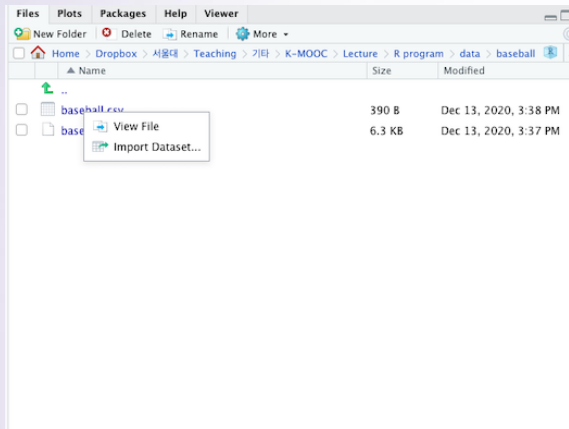 Files Plots Packages Help Viewer
New Folder Delete Rename More
Home > Dropbox > 서울대 > Teaching > 기타 > K-MOOC > Lecture > R program > data > baseball
Name Size Modified
..
baseball.csv 390 B Dec 13, 2020, 3:38 PM
View File
base 6.3 KB Dec 13, 2020, 3:37 PM
Import Dataset...